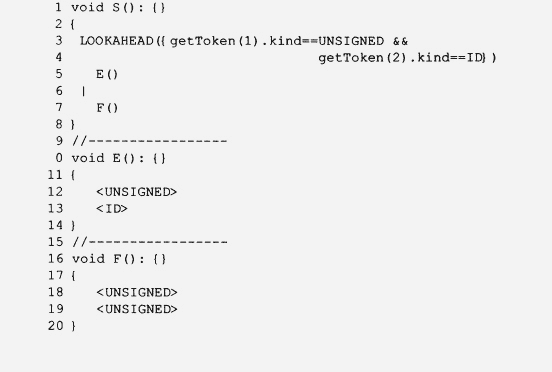 1 void S(): {}
2 {
3 LOOKAHEAD({ getToken(1).kind==UNSIGNED &&
4 getToken(2).kind==ID} )
5 E()
6 |
7 F()
8 }
9 //-----------------
0 void E(): {}
11 {
12 <UNSIGNED>
13 <ID>
14 }
15 //-----------------
16 void F(): {}
17 {
18 <UNSIGNED>
19 <UNSIGNED>
20 }